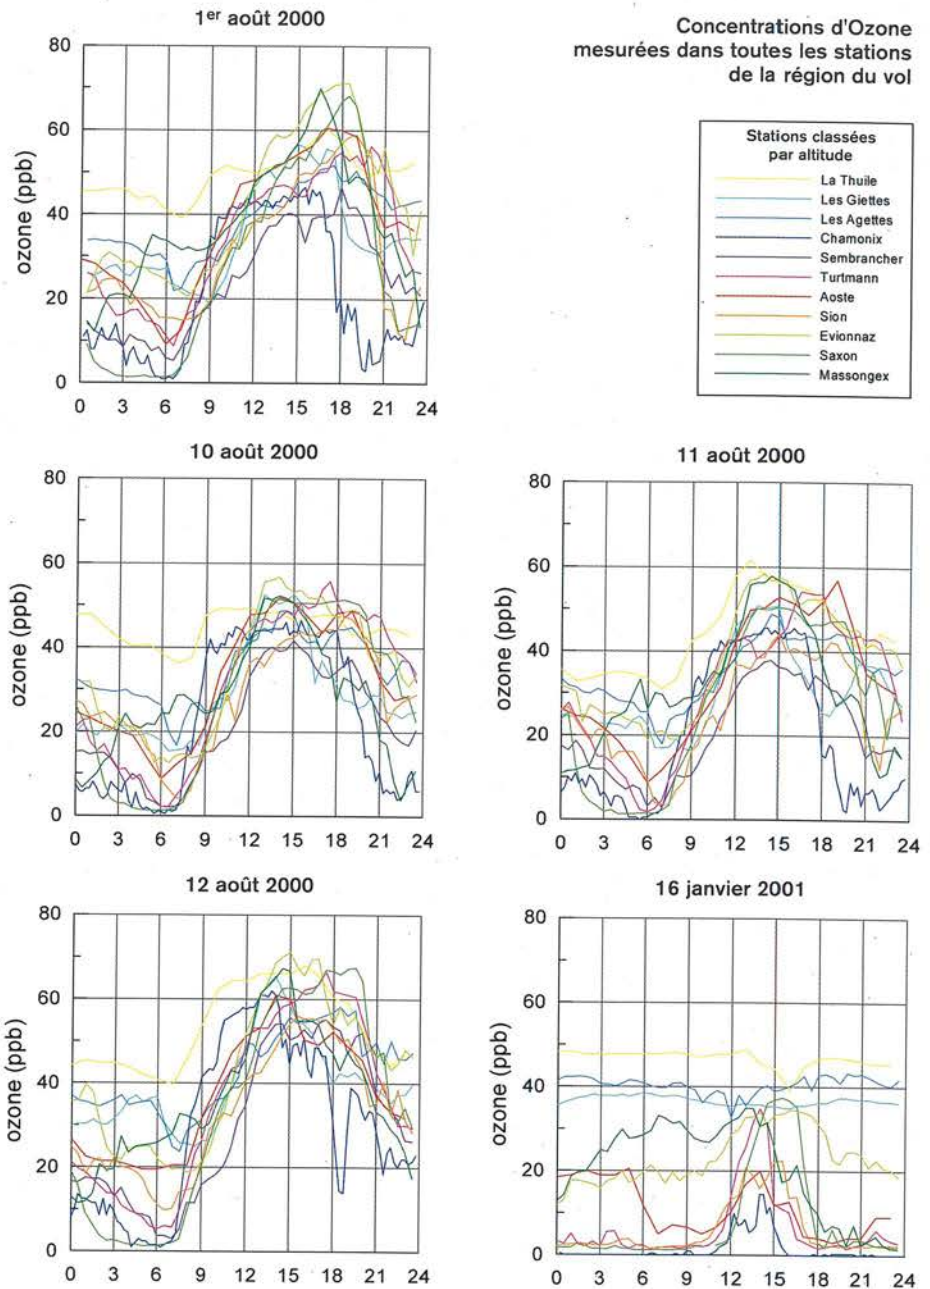 1er août 2000
Concentrations d'Ozone
mesurées dans toutes les stations
de la région du vol
ozone (ppb)
80
60
40
20
0
0 3 6 9 12 15 18 21 24
Stations classées
par altitude
La Thuile
Les Giettes
Les Agettes
Chamonix
Sembrancher
Turtmann
Aoste
Sion
Evionnaz
Saxon
Massongex
10 août 2000
ozone (ppb)
80
60
40
20
0
0 3 6 9 12 15 18 21 24
11 août 2000
ozone (ppb)
80
60
40
20
0
0 3 6 9 12 15 18 21 24
12 août 2000
ozone (ppb)
80
60
40
20
0
0 3 6 9 12 15 18 21 24
16 janvier 2001
ozone (ppb)
80
60
40
20
0
0 3 6 9 12 15 18 21 24